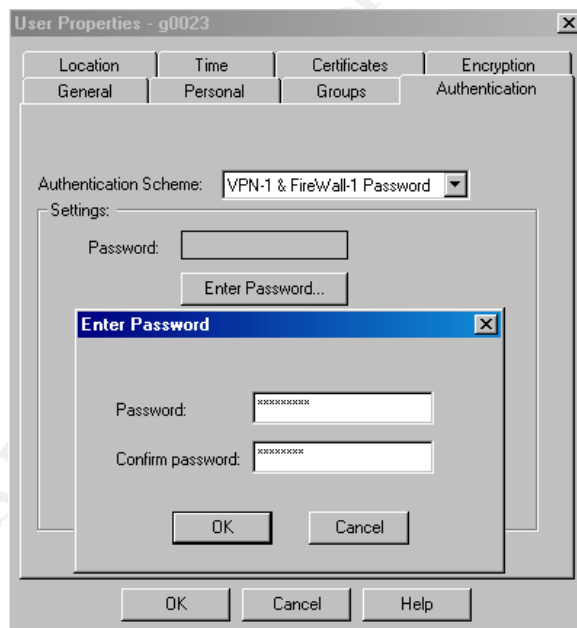 User Properties - g0023
Location Time Certificates Encryption
General Personal Groups Authentication
Authentication Scheme: VPN-1 & FireWall-1 Password
Settings:
Password:
Enter Password...
Enter Password
Password: *********
Confirm password: ********
OK Cancel
OK Cancel Help